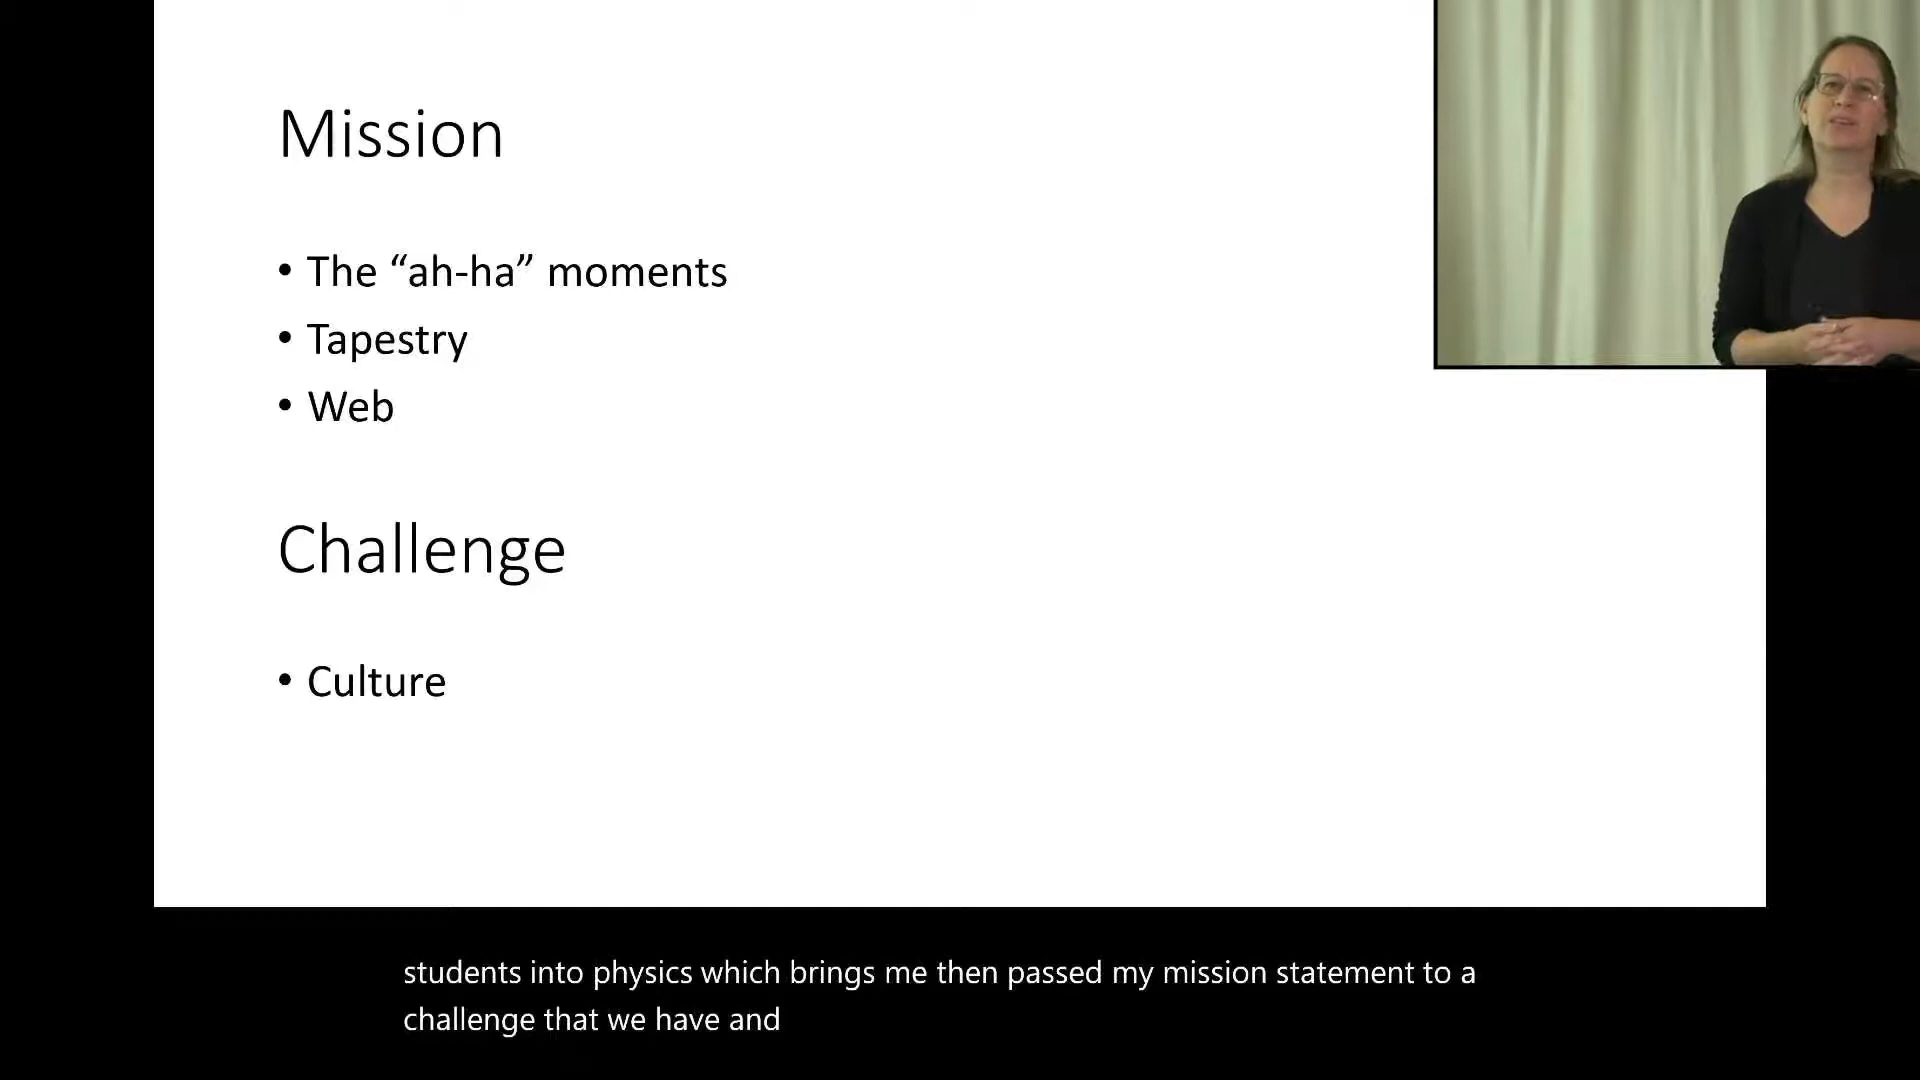 Mission
• The “ah-ha” moments
• Tapestry
• Web
Challenge
• Culture
students into physics which brings me then passed my mission statement to a
challenge that we have and